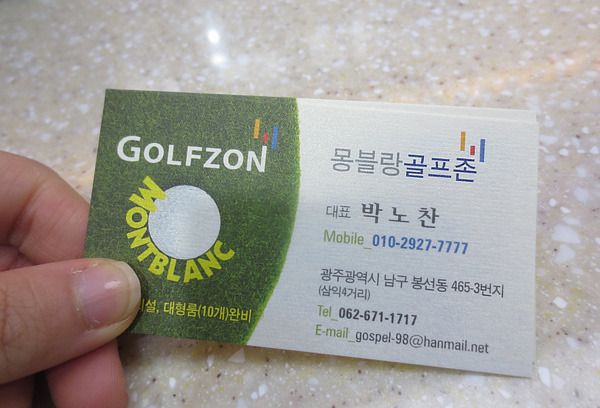 GOLFZON
MONTBLANC
대형룸(10개)완비
몽블랑골프존
대표 박노찬
Mobile_010-2927-7777
광주광역시 남구 봉선동 465-3번지
(삼익4거리)
Tel_062-671-1717
E-mail_gospel-98@hanmail.net